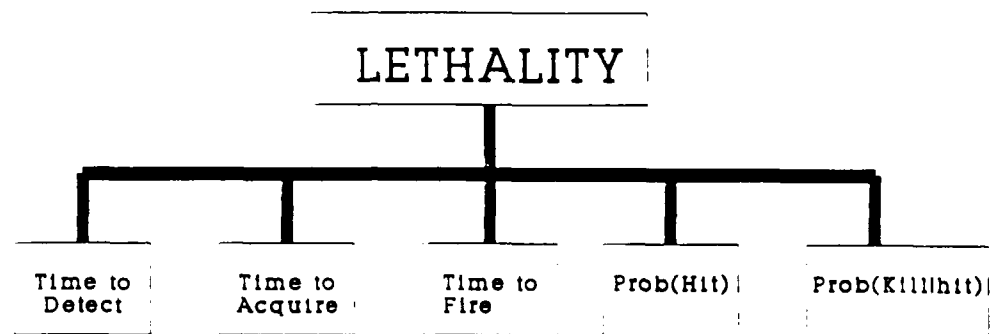 LETHALITY
Time to
Detect
Time to
Acquire
Time to
Fire
Prob(Hit)
Prob(Kill|hit)